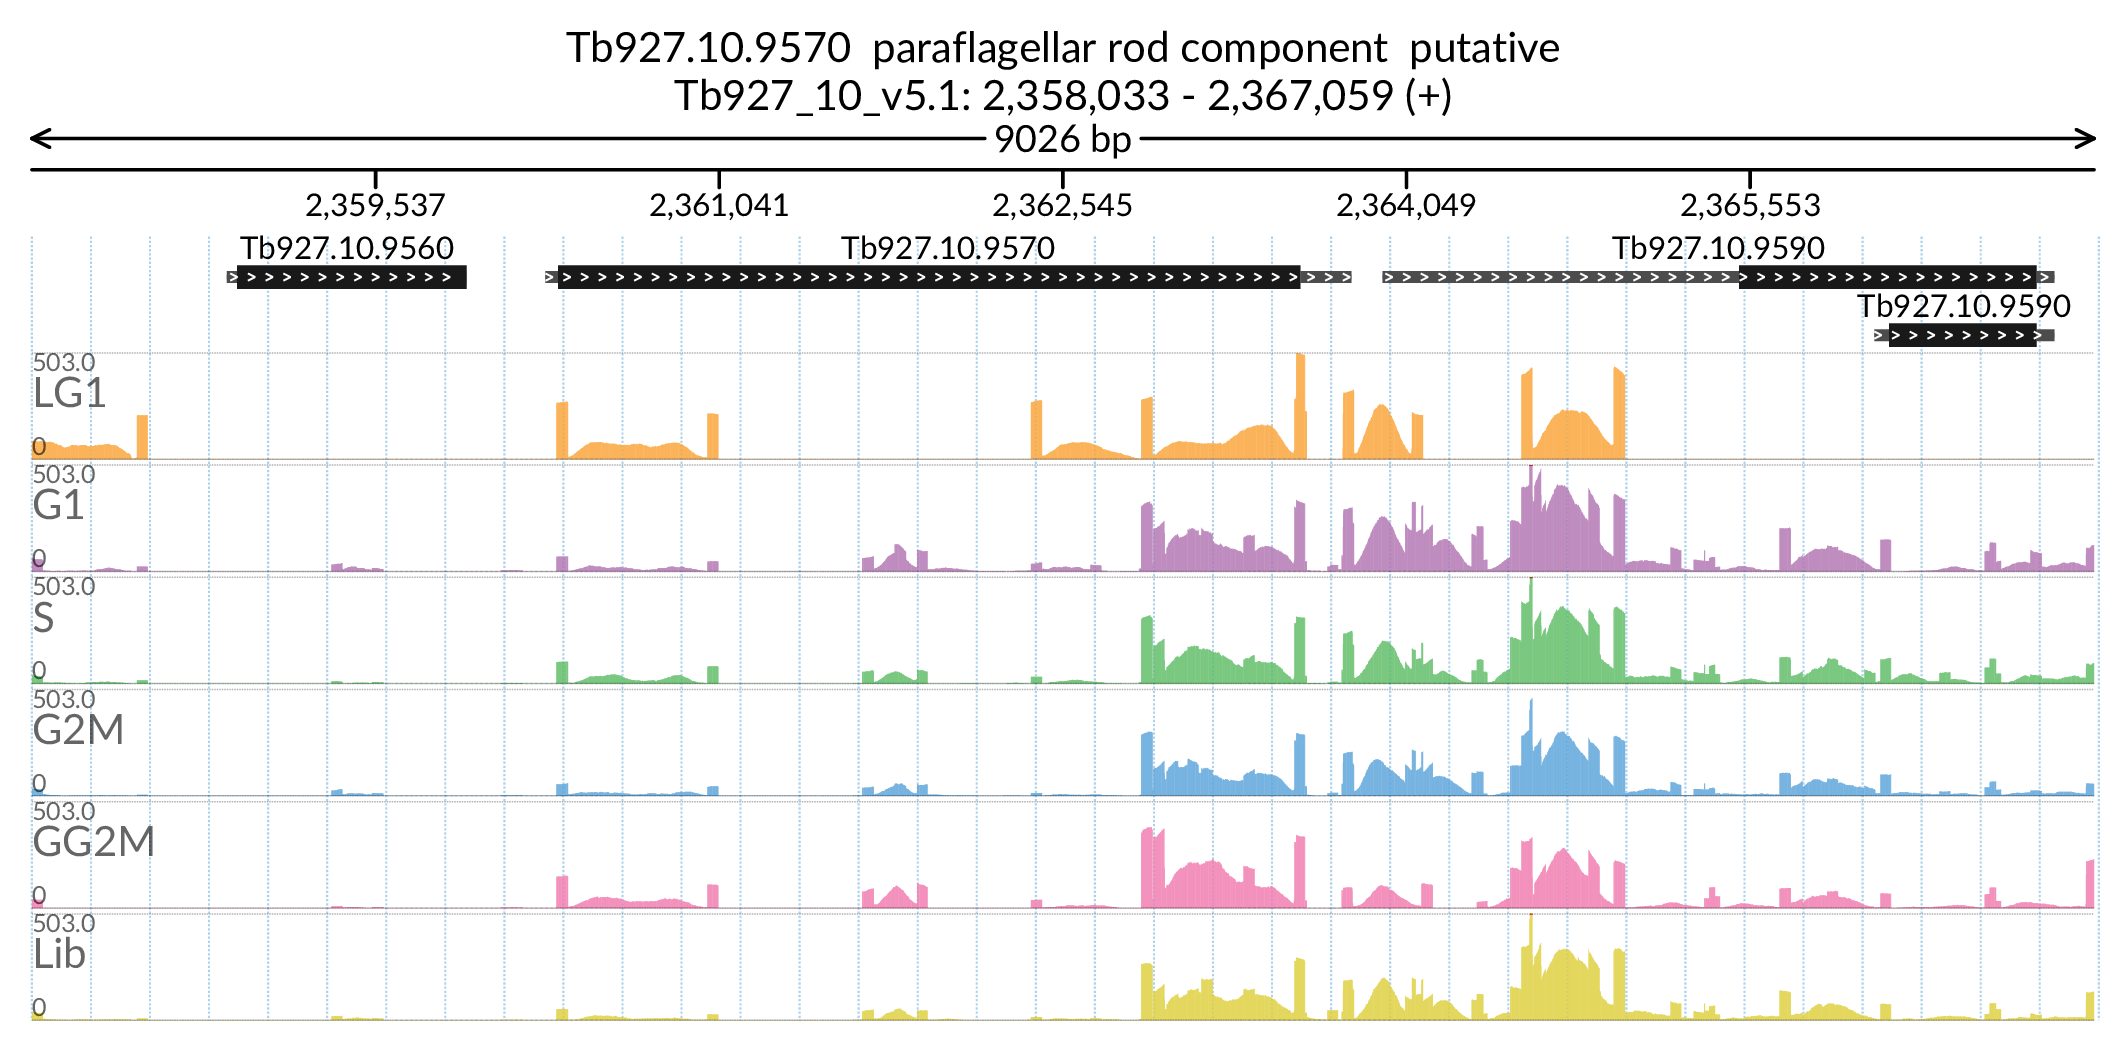 Tb927.10.9570  paraflagellar rod component  putative
Tb927_10_v5.1: 2,358,033 - 2,367,059 (+)
9026 bp
2,359,537 2,361,041 2,362,545 2,364,049 2,365,553
Tb927.10.9560 Tb927.10.9570 Tb927.10.9590
Tb927.10.9590
503.0
LG1
0
503.0
G1
0
503.0
S
0
503.0
G2M
0
503.0
GG2M
0
503.0
Lib
0